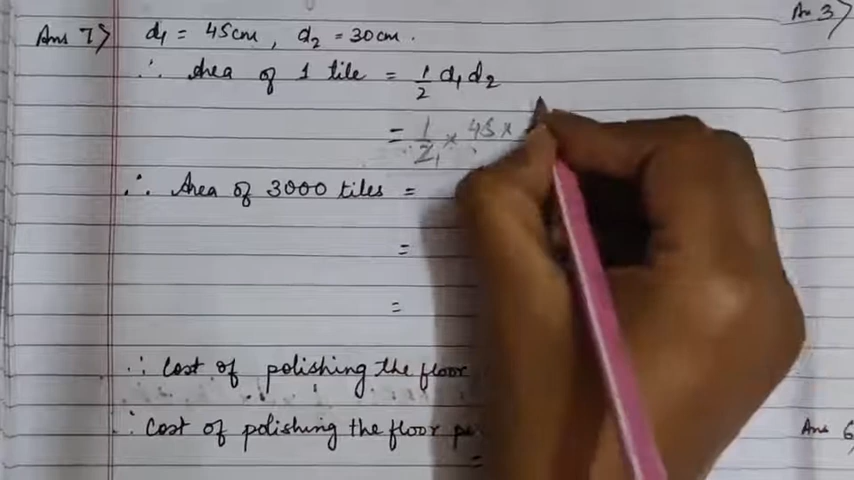 Ans 3>
Ans 7> d1 = 45cm, d2 = 30cm.
∴ Area of 1 tile = 1/2 d1d2
= 1/2 × 45 ×
∴ Area of 3000 tiles =
=
=
∴ Cost of polishing the floor
∴ Cost of polishing the floor pe
=
Ans 6